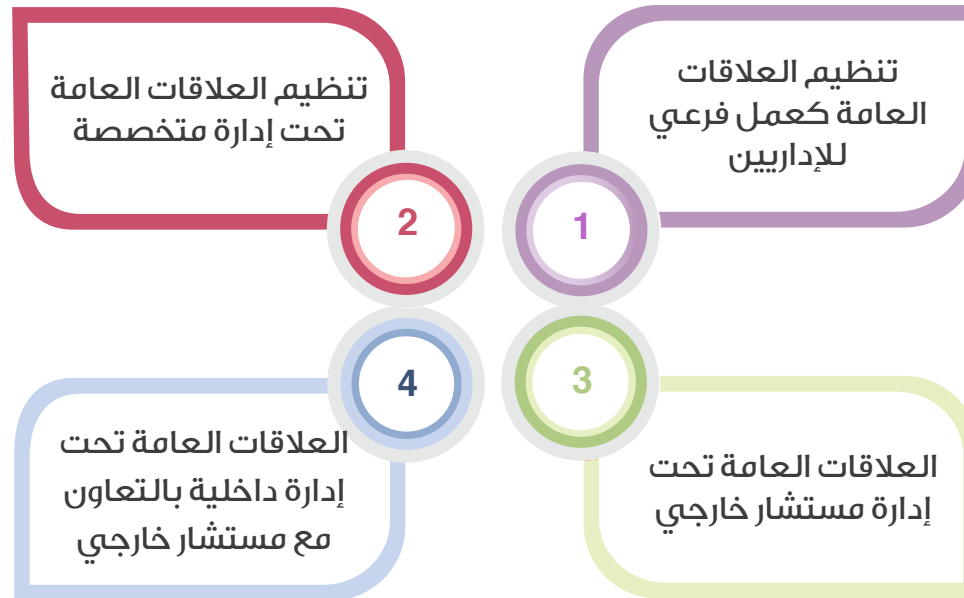 تنظيم العلاقات
العامة كعمل فرعي
للإداريين
1
تنظيم العلاقات العامة
تحت إدارة متخصصة
2
العلاقات العامة تحت
إدارة مستشار خارجي
3
العلاقات العامة تحت
إدارة داخلية بالتعاون
مع مستشار خارجي
4